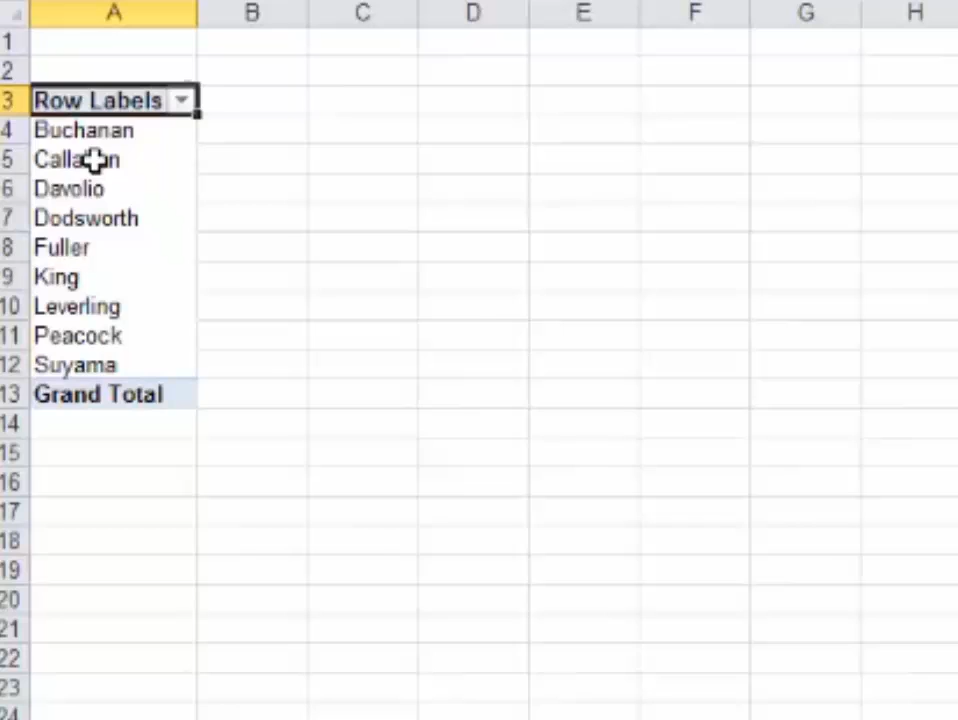 A B C D E F G H
1
2
3 Row Labels
4 Buchanan
5
6 Davolio
7 Dodsworth
8 Fuller
9 King
10 Leverling
11 Peacock
12 Suyama
13 Grand Total
14
15
16
17
18
19
20
21
22
23
24